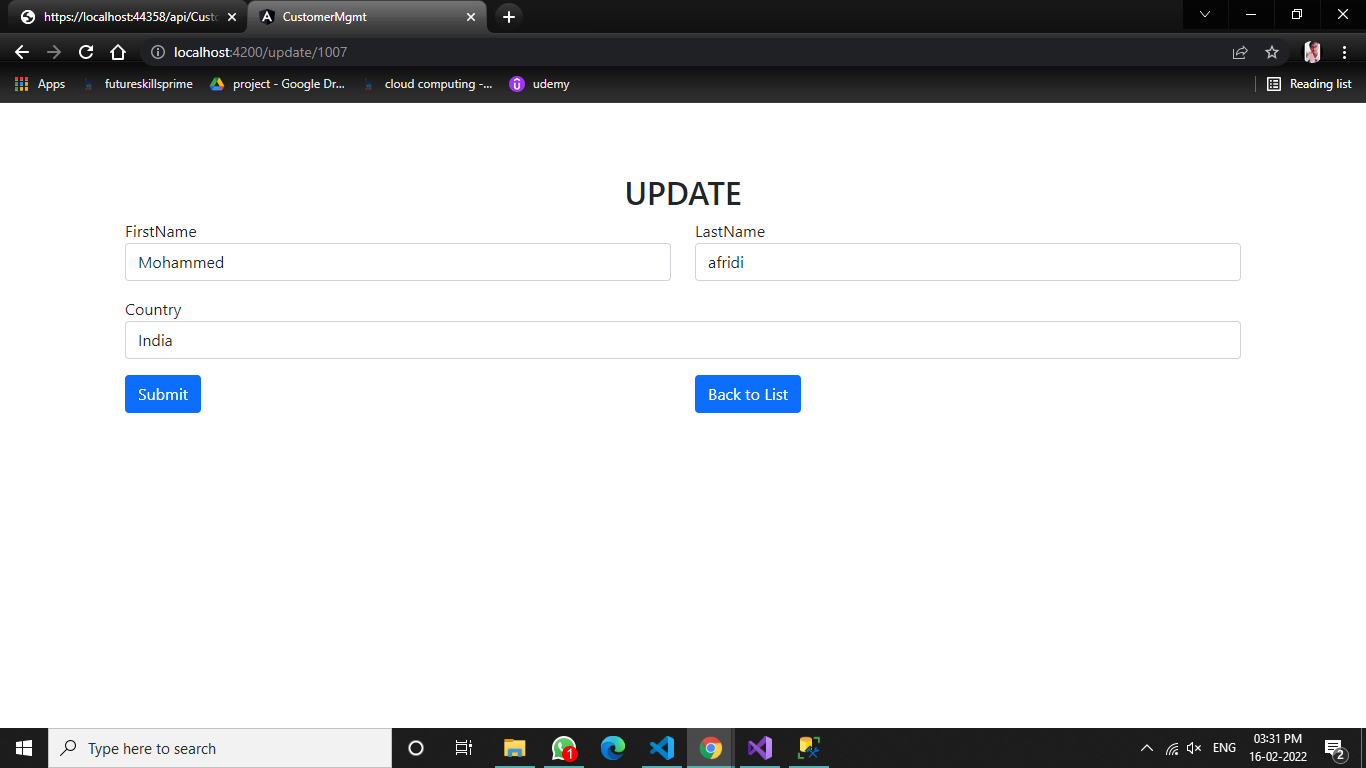 https://localhost:44358/api/Custo
CustomerMgmt
localhost:4200/update/1007
Apps
futureskillsprime
project - Google Dr...
cloud computing -...
udemy
Reading list
UPDATE
FirstName
LastName
Mohammed
afridi
Country
India
Submit
Back to List
Type here to search
1
ENG
03:31 PM
16-02-2022
2